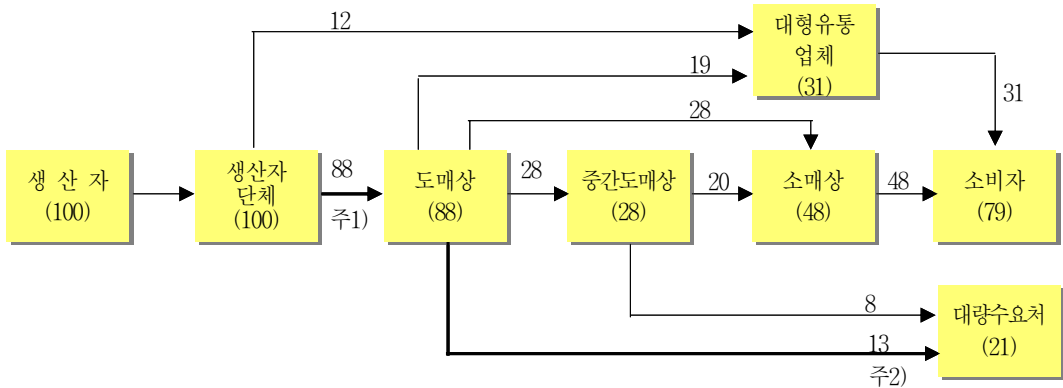 12
대형유통
업체
(31)
19
31
28
생 산 자
(100)
생산자
단체
(100)
88
주1)
도매상
(88)
28
중간도매상
(28)
20
소매상
(48)
48
소비자
(79)
8
대량수요처
(21)
13
주2)